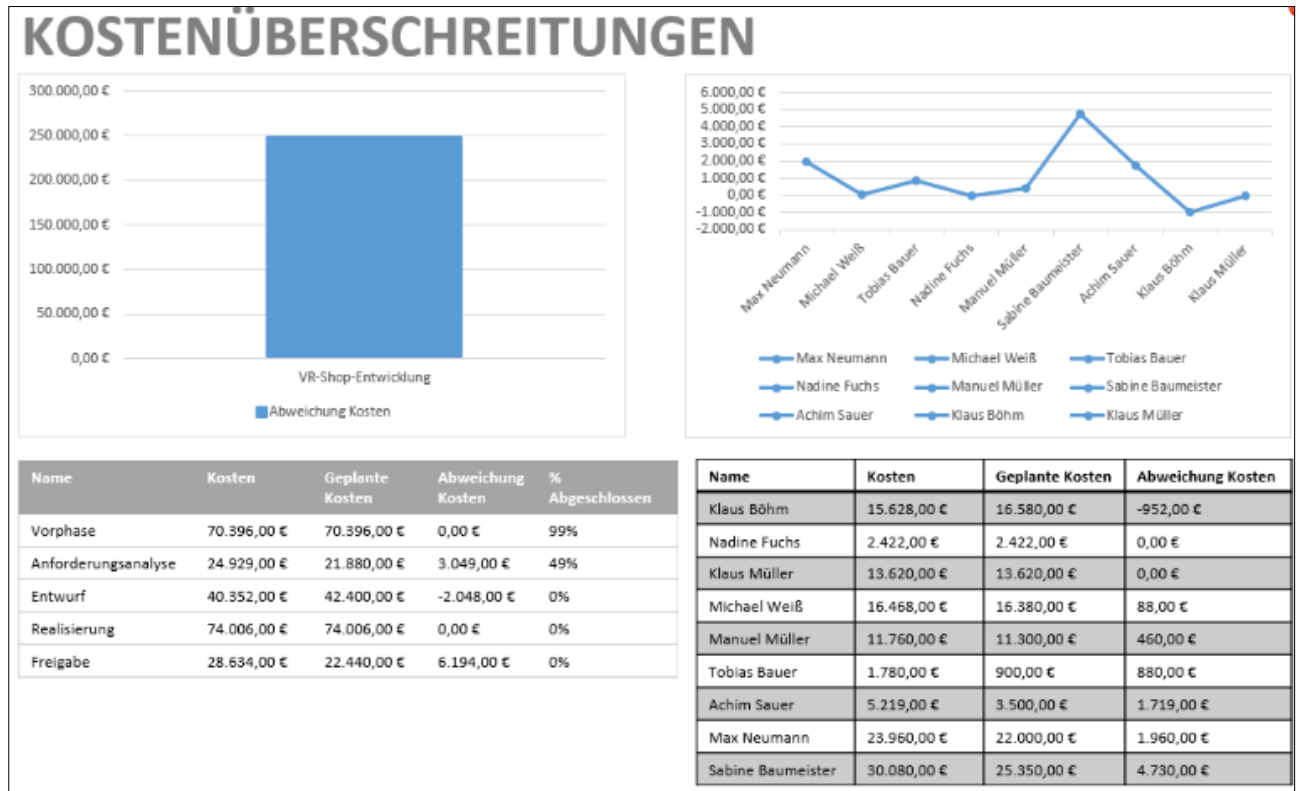 KOSTENÜBERSCHREITUNGEN
300.000,00 €
250.000,00 €
200.000,00 €
150.000,00 €
100.000,00 €
50.000,00 €
0,00 €
VR-Shop-Entwicklung
Abweichung Kosten
6.000,00 €
5.000,00 €
4.000,00 €
3.000,00 €
2.000,00 €
1.000,00 €
0,00 €
-1.000,00 €
-2.000,00 €
Max Neumann
Michael Weiß
Tobias Bauer
Nadine Fuchs
Manuel Müller
Sabine Baumeister
Achim Sauer
Klaus Böhm
Klaus Müller
Max Neumann Michael Weiß Tobias Bauer
Nadine Fuchs Manuel Müller Sabine Baumeister
Achim Sauer Klaus Böhm Klaus Müller
Name Kosten Geplante Kosten Abweichung Kosten % Abgeschlossen
Vorphase 70.396,00 € 70.396,00 € 0,00 € 99%
Anforderungsanalyse 24.929,00 € 21.880,00 € 3.049,00 € 49%
Entwurf 40.352,00 € 42.400,00 € -2.048,00 € 0%
Realisierung 74.006,00 € 74.006,00 € 0,00 € 0%
Freigabe 28.634,00 € 22.440,00 € 6.194,00 € 0%
Name Kosten Geplante Kosten Abweichung Kosten
Klaus Böhm 15.628,00 € 16.580,00 € -952,00 €
Nadine Fuchs 2.422,00 € 2.422,00 € 0,00 €
Klaus Müller 13.620,00 € 13.620,00 € 0,00 €
Michael Weiß 16.468,00 € 16.380,00 € 88,00 €
Manuel Müller 11.760,00 € 11.300,00 € 460,00 €
Tobias Bauer 1.780,00 € 900,00 € 880,00 €
Achim Sauer 5.219,00 € 3.500,00 € 1.719,00 €
Max Neumann 23.960,00 € 22.000,00 € 1.960,00 €
Sabine Baumeister 30.080,00 € 25.350,00 € 4.730,00 €